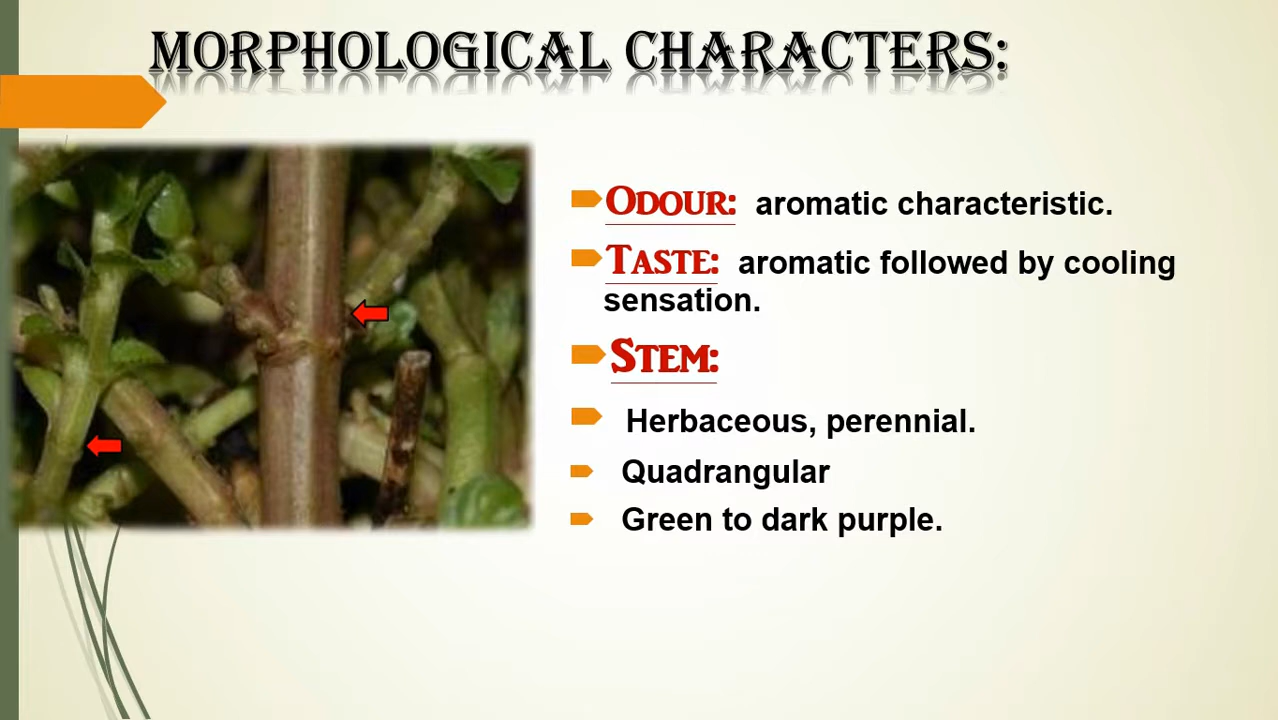 MORPHOLOGICAL CHARACTERS:
ODOUR: aromatic characteristic.
TASTE: aromatic followed by cooling
sensation.
STEM:
Herbaceous, perennial.
Quadrangular
Green to dark purple.